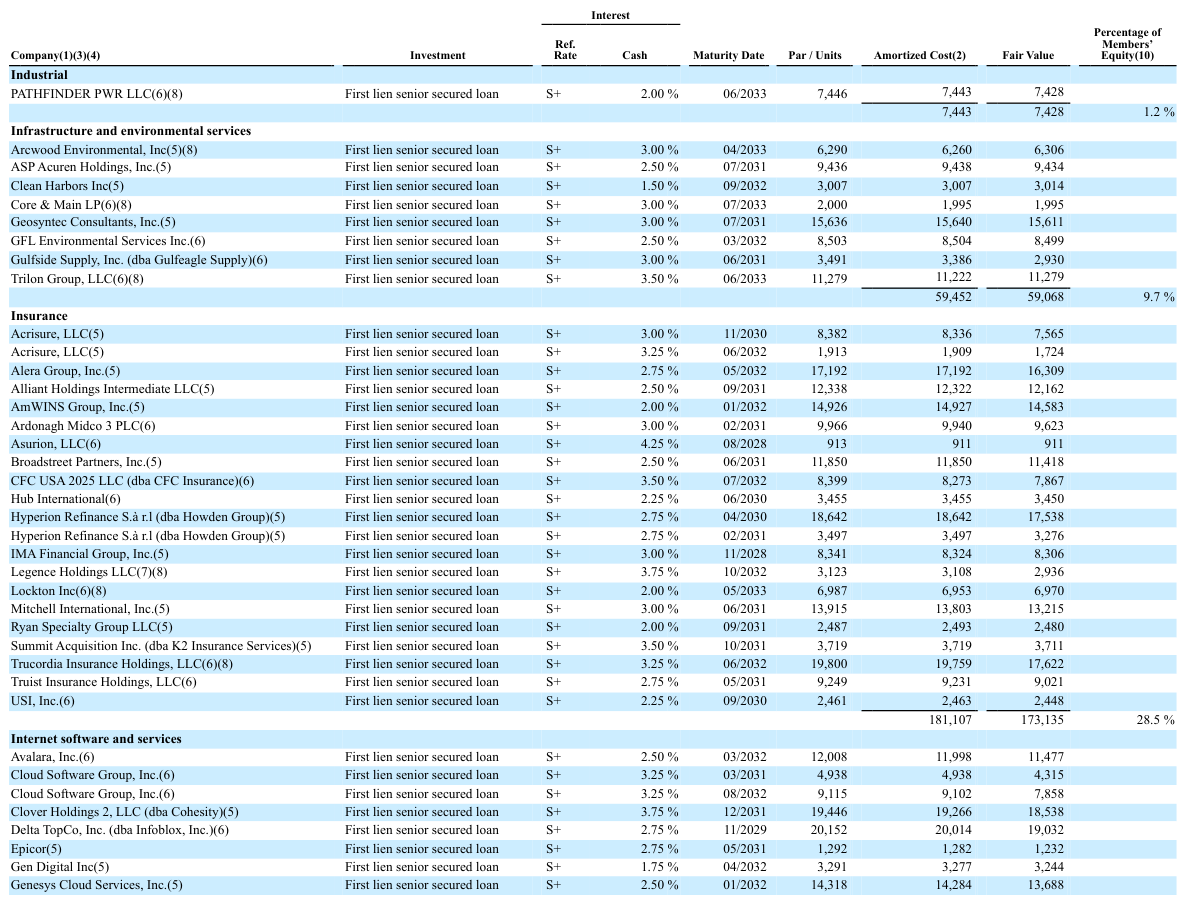 Interest
Company(1)(3)(4) Investment Ref. Rate Cash Maturity Date Par / Units Amortized Cost(2) Fair Value Percentage of Members' Equity(10)
Industrial
PATHFINDER PWR LLC(6)(8) First lien senior secured loan S+ 2.00 % 06/2033 7,446 7,443 7,428
7,443 7,428 1.2 %
Infrastructure and environmental services
Arcwood Environmental, Inc(5)(8) First lien senior secured loan S+ 3.00 % 04/2033 6,290 6,260 6,306
ASP Acuren Holdings, Inc.(5) First lien senior secured loan S+ 2.50 % 07/2031 9,436 9,438 9,434
Clean Harbors Inc(5) First lien senior secured loan S+ 1.50 % 09/2032 3,007 3,007 3,014
Core & Main LP(6)(8) First lien senior secured loan S+ 3.00 % 07/2033 2,000 1,995 1,995
Geosyntec Consultants, Inc.(5) First lien senior secured loan S+ 3.00 % 07/2031 15,636 15,640 15,611
GFL Environmental Services Inc.(6) First lien senior secured loan S+ 2.50 % 03/2032 8,503 8,504 8,499
Gulfside Supply, Inc. (dba Gulfeagle Supply)(6) First lien senior secured loan S+ 3.00 % 06/2031 3,491 3,386 2,930
Trilon Group, LLC(6)(8) First lien senior secured loan S+ 3.50 % 06/2033 11,279 11,222 11,279
59,452 59,068 9.7 %
Insurance
Acrisure, LLC(5) First lien senior secured loan S+ 3.00 % 11/2030 8,382 8,336 7,565
Acrisure, LLC(5) First lien senior secured loan S+ 3.25 % 06/2032 1,913 1,909 1,724
Alera Group, Inc.(5) First lien senior secured loan S+ 2.75 % 05/2032 17,192 17,192 16,309
Alliant Holdings Intermediate LLC(5) First lien senior secured loan S+ 2.50 % 09/2031 12,338 12,322 12,162
AmWINS Group, Inc.(5) First lien senior secured loan S+ 2.00 % 01/2032 14,926 14,927 14,583
Ardonagh Midco 3 PLC(6) First lien senior secured loan S+ 3.00 % 02/2031 9,966 9,940 9,623
Asurion, LLC(6) First lien senior secured loan S+ 4.25 % 08/2028 913 911 911
Broadstreet Partners, Inc.(5) First lien senior secured loan S+ 2.50 % 06/2031 11,850 11,850 11,418
CFC USA 2025 LLC (dba CFC Insurance)(6) First lien senior secured loan S+ 3.50 % 07/2032 8,399 8,273 7,867
Hub International(6) First lien senior secured loan S+ 2.25 % 06/2030 3,455 3,455 3,450
Hyperion Refinance S.à r.l (dba Howden Group)(5) First lien senior secured loan S+ 2.75 % 04/2030 18,642 18,642 17,538
Hyperion Refinance S.à r.l (dba Howden Group)(5) First lien senior secured loan S+ 2.75 % 02/2031 3,497 3,497 3,276
IMA Financial Group, Inc.(5) First lien senior secured loan S+ 3.00 % 11/2028 8,341 8,324 8,306
Legence Holdings LLC(7)(8) First lien senior secured loan S+ 3.75 % 10/2032 3,123 3,108 2,936
Lockton Inc(6)(8) First lien senior secured loan S+ 2.00 % 05/2033 6,987 6,953 6,970
Mitchell International, Inc.(5) First lien senior secured loan S+ 3.00 % 06/2031 13,915 13,803 13,215
Ryan Specialty Group LLC(5) First lien senior secured loan S+ 2.00 % 09/2031 2,487 2,493 2,480
Summit Acquisition Inc. (dba K2 Insurance Services)(5) First lien senior secured loan S+ 3.50 % 10/2031 3,719 3,719 3,711
Trucordia Insurance Holdings, LLC(6)(8) First lien senior secured loan S+ 3.25 % 06/2032 19,800 19,759 17,622
Truist Insurance Holdings, LLC(6) First lien senior secured loan S+ 2.75 % 05/2031 9,249 9,231 9,021
USI, Inc.(6) First lien senior secured loan S+ 2.25 % 09/2030 2,461 2,463 2,448
181,107 173,135 28.5 %
Internet software and services
Avalara, Inc.(6) First lien senior secured loan S+ 2.50 % 03/2032 12,008 11,998 11,477
Cloud Software Group, Inc.(6) First lien senior secured loan S+ 3.25 % 03/2031 4,938 4,938 4,315
Cloud Software Group, Inc.(6) First lien senior secured loan S+ 3.25 % 08/2032 9,115 9,102 7,858
Clover Holdings 2, LLC (dba Cohesity)(5) First lien senior secured loan S+ 3.75 % 12/2031 19,446 19,266 18,538
Delta TopCo, Inc. (dba Infoblox, Inc.)(6) First lien senior secured loan S+ 2.75 % 11/2029 20,152 20,014 19,032
Epicor(5) First lien senior secured loan S+ 2.75 % 05/2031 1,292 1,282 1,232
Gen Digital Inc(5) First lien senior secured loan S+ 1.75 % 04/2032 3,291 3,277 3,244
Genesys Cloud Services, Inc.(5) First lien senior secured loan S+ 2.50 % 01/2032 14,318 14,284 13,688